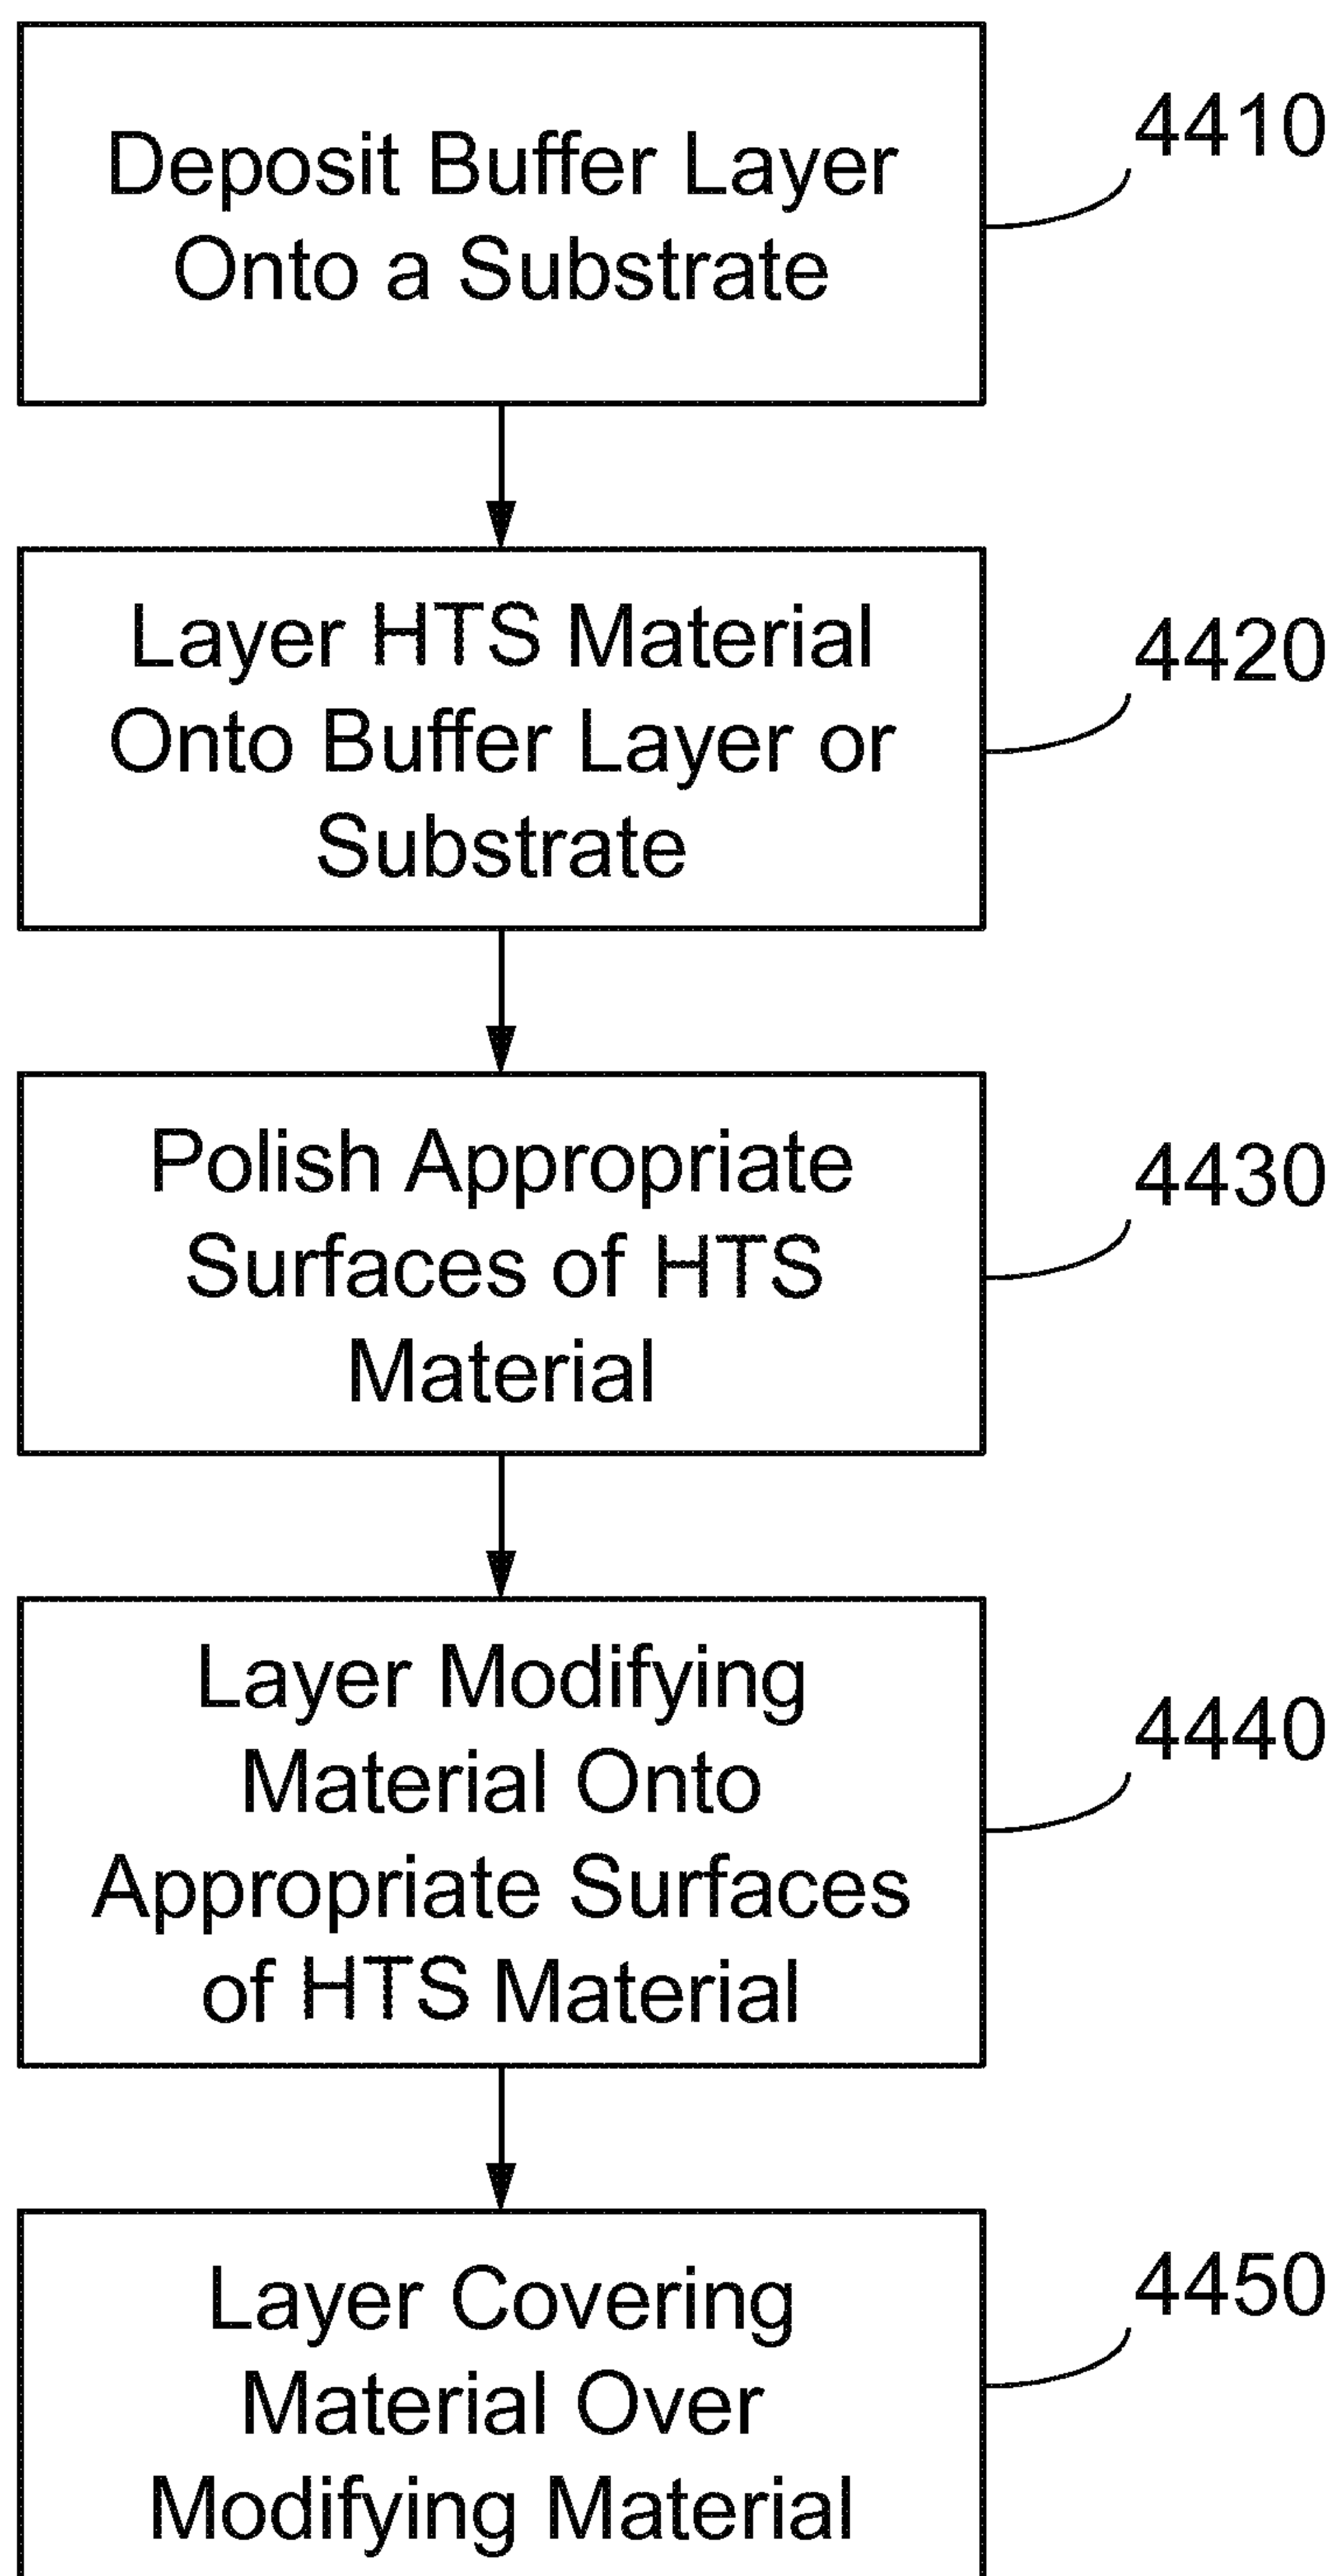 Deposit Buffer Layer
Onto a Substrate
4410
Layer HTS Material
Onto Buffer Layer or
Substrate
4420
Polish Appropriate
Surfaces of HTS
Material
4430
Layer Modifying
Material Onto
Appropriate Surfaces
of HTS Material
4440
Layer Covering
Material Over
Modifying Material
4450